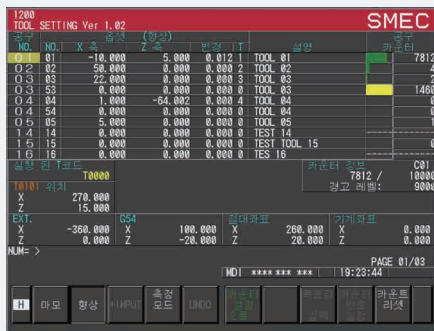 1200
TOOL SETTING Ver 1.02
SMEC
공구 옵셋 (형상) 공구
NO. NO. X 축 Z 축 반경 T 설명 카운터
01 01 -10.000 5.000 0.012 1 TOOL 01 7812
02 02 50.000 0.000 0.000 2 TOOL 02
03 03 22.000 0.000 0.000 3 TOOL 03
03 53 0.000 0.000 0.000 0 TOOL 03 1460
04 04 1.000 -64.002 0.000 4 TOOL 04
04 54 0.000 0.000 0.000 0 TOOL 04
05 05 5.000 0.000 0.000 0 TOOL 05
14 14 0.000 0.000 0.000 0 TEST 14
15 15 0.000 0.000 0.000 0 TEST TOOL 15
16 16 0.000 0.000 0.000 0 TES 16
실행 된 T코드 카운터 정보 C01
T0000 7812 / 10000
T0101 위치 경고 레벨: 9000
X 270.000
Z 15.000
EXT. G54 절대좌표 기계좌표
X -360.000 X 100.000 X 260.000 X 0.000
Z 0.000 Z -20.000 Z 20.000 Z 0.000
NUM= >
PAGE 01/03
MDI **** *** *** 19:23:44
H 마모 형상 +INPUT 측정 모드 UNDO 카운트 리셋